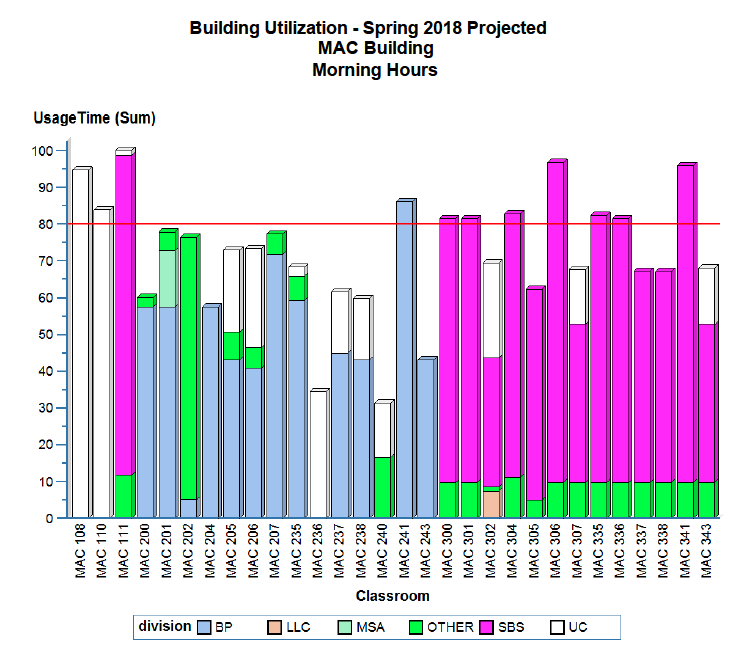 Building Utilization - Spring 2018 Projected
MAC Building
Morning Hours
UsageTime (Sum)
100
90
80
70
60
50
40
30
20
10
0
MAC 108
MAC 110
MAC 111
MAC 200
MAC 201
MAC 202
MAC 204
MAC 205
MAC 206
MAC 207
MAC 235
MAC 236
MAC 237
MAC 238
MAC 240
MAC 241
MAC 243
MAC 300
MAC 301
MAC 302
MAC 304
MAC 305
MAC 306
MAC 307
MAC 335
MAC 336
MAC 337
MAC 338
MAC 341
MAC 343
Classroom
division BP LLC MSA OTHER SBS UC